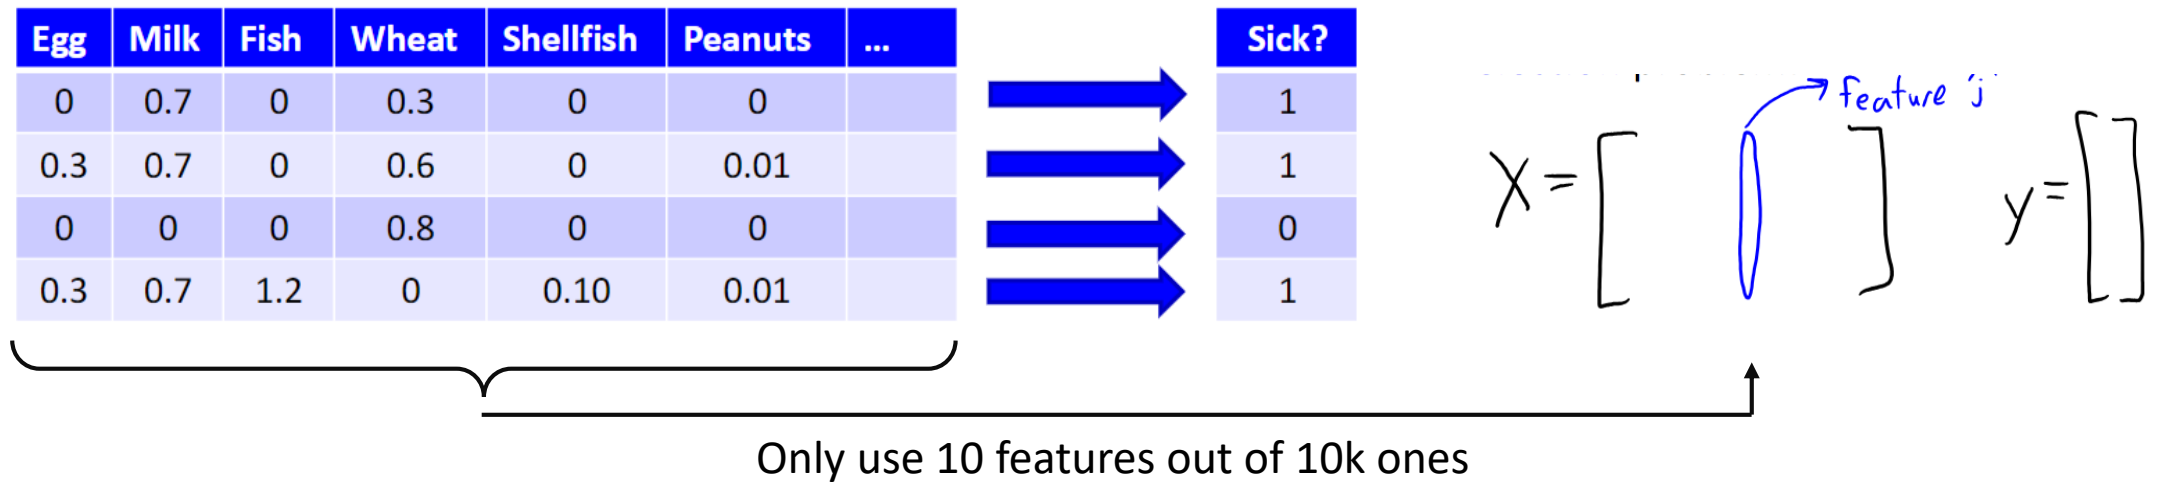 Egg Milk Fish Wheat Shellfish Peanuts ... Sick?
0 0.7 0 0.3 0 0 1
0.3 0.7 0 0.6 0 0.01 1
0 0 0 0.8 0 0 0
0.3 0.7 1.2 0 0.10 0.01 1
feature j
X = [ ]
y = [ ]
Only use 10 features out of 10k ones